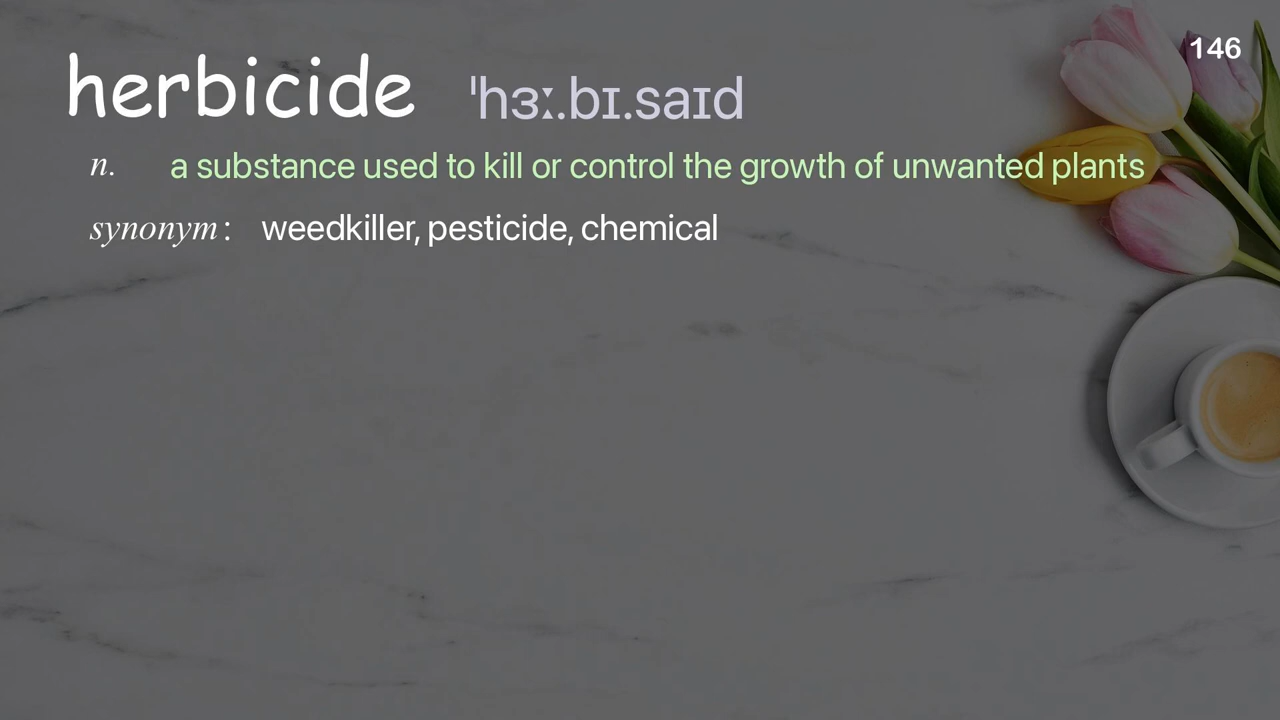 146
herbicide ˈhɜː.bɪ.saɪd
n. a substance used to kill or control the growth of unwanted plants
synonym : weedkiller, pesticide, chemical